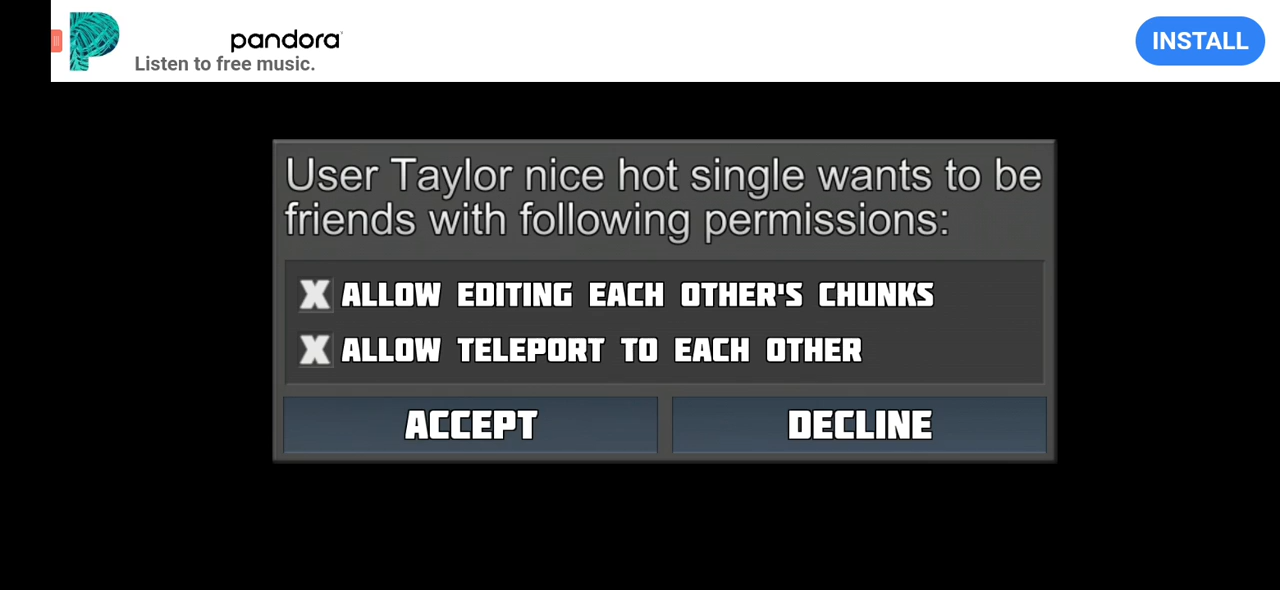 pandora
Listen to free music.
INSTALL
User Taylor nice hot single wants to be
friends with following permissions:
X ALLOW EDITING EACH OTHER'S CHUNKS
X ALLOW TELEPORT TO EACH OTHER
ACCEPT
DECLINE